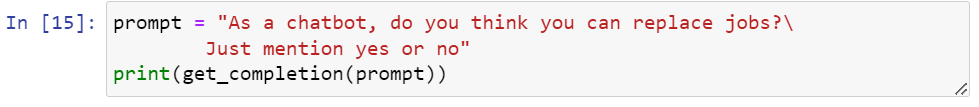 In [15]: prompt = "As a chatbot, do you think you can replace jobs?\
Just mention yes or no"
print(get_completion(prompt))